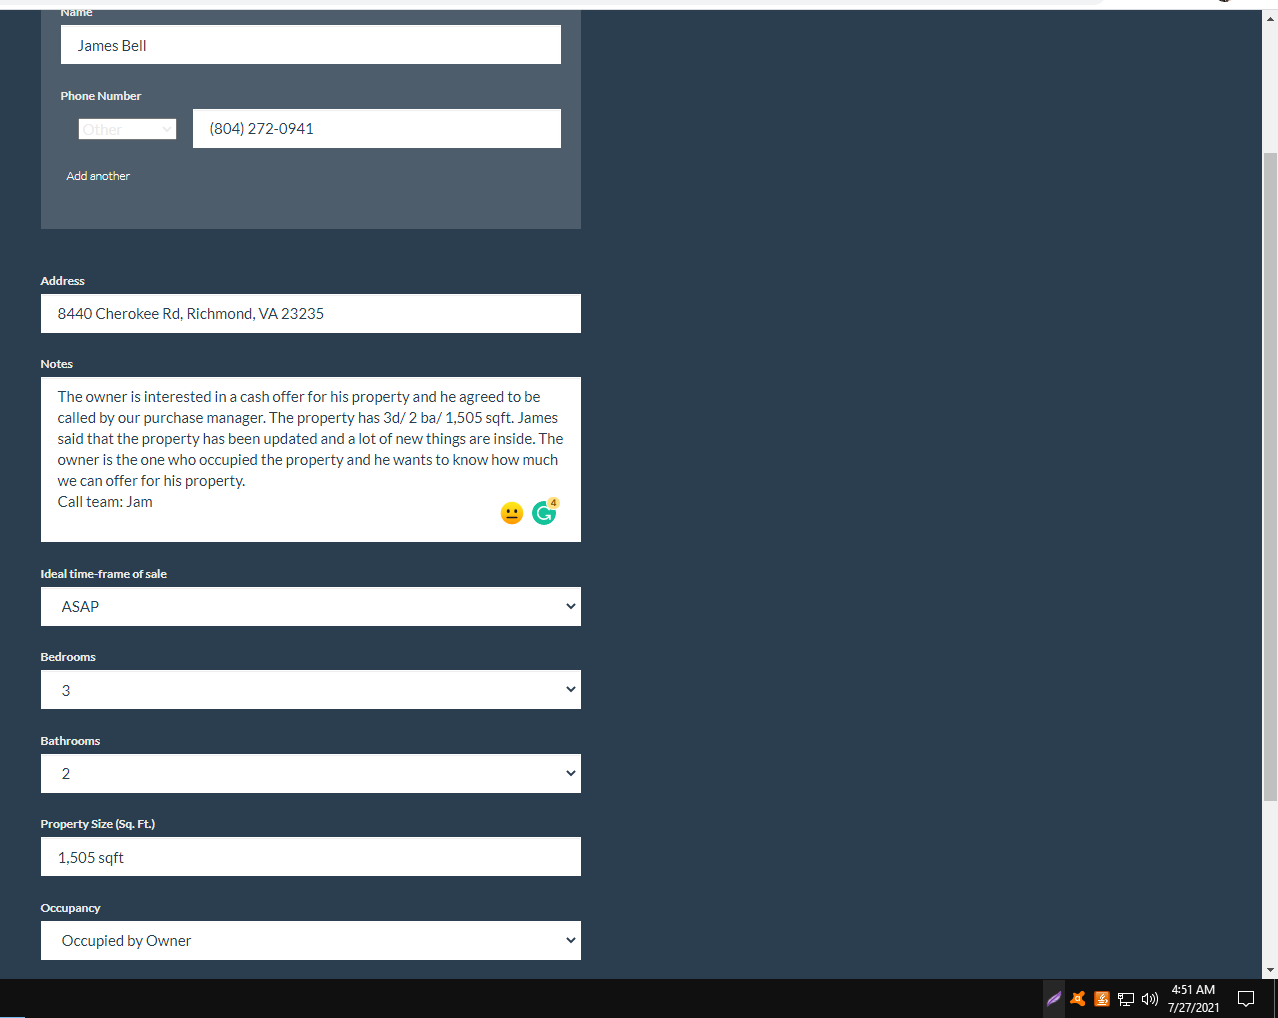 Name
James Bell
Phone Number
Other
(804) 272-0941
Add another
Address
8440 Cherokee Rd, Richmond, VA 23235
Notes
The owner is interested in a cash offer for his property and he agreed to be
called by our purchase manager. The property has 3d/ 2 ba/ 1,505 sqft. James
said that the property has been updated and a lot of new things are inside. The
owner is the one who occupied the property and he wants to know how much
we can offer for his property.
Call team: Jam
4
Ideal time-frame of sale
ASAP
Bedrooms
3
Bathrooms
2
Property Size (Sq. Ft.)
1,505 sqft
Occupancy
Occupied by Owner
4:51 AM
7/27/2021